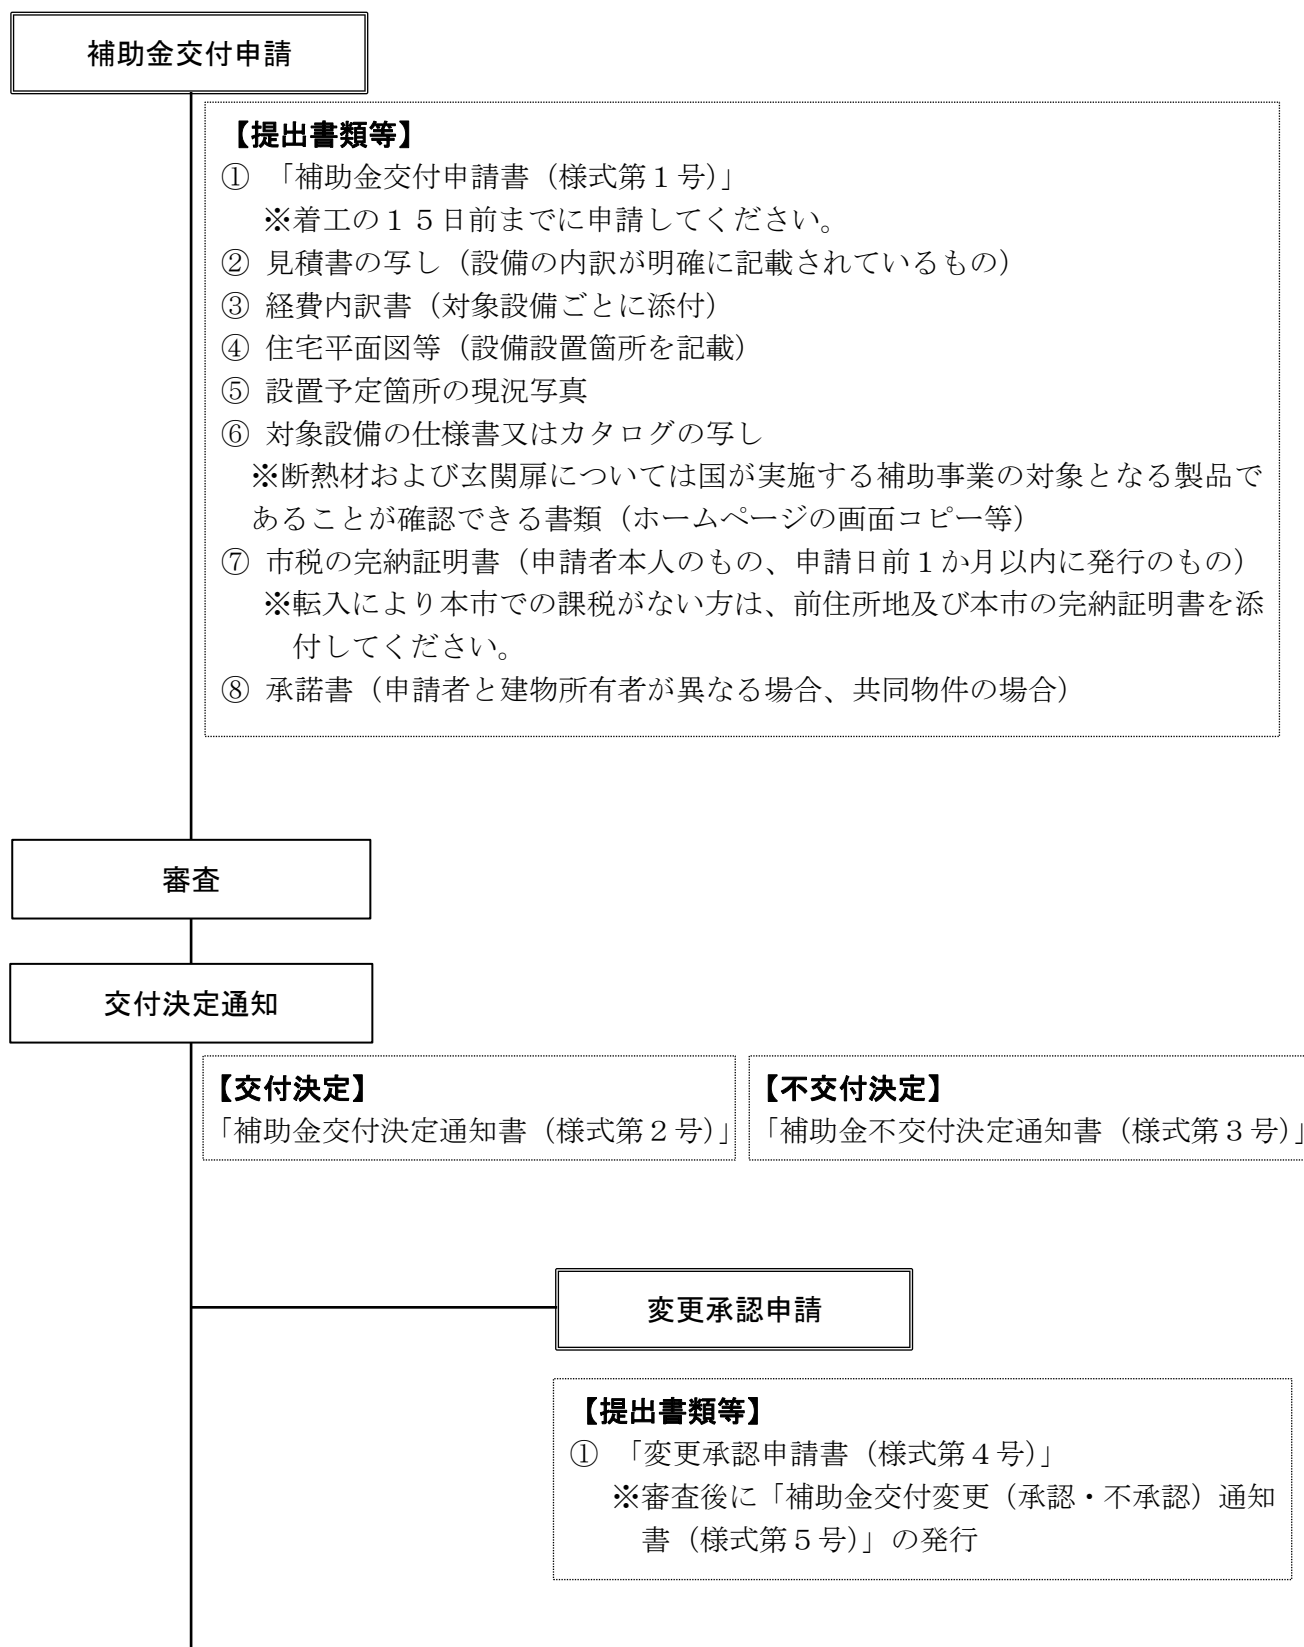 補助金交付申請
【提出書類等】
① 「補助金交付申請書（様式第１号）」
※着工の１５日前までに申請してください。
② 見積書の写し（設備の内訳が明確に記載されているもの）
③ 経費内訳書（対象設備ごとに添付）
④ 住宅平面図等（設備設置箇所を記載）
⑤ 設置予定箇所の現況写真
⑥ 対象設備の仕様書又はカタログの写し
※断熱材および玄関扉については国が実施する補助事業の対象となる製品で
あることが確認できる書類（ホームページの画面コピー等）
⑦ 市税の完納証明書（申請者本人のもの、申請日前１か月以内に発行のもの）
※転入により本市での課税がない方は、前住所地及び本市の完納証明書を添
付してください。
⑧ 承諾書（申請者と建物所有者が異なる場合、共同物件の場合）
審査
交付決定通知
【交付決定】
「補助金交付決定通知書（様式第２号）」
【不交付決定】
「補助金不交付決定通知書（様式第３号）」
変更承認申請
【提出書類等】
① 「変更承認申請書（様式第４号）」
※審査後に「補助金交付変更（承認・不承認）通知
書（様式第５号）」の発行